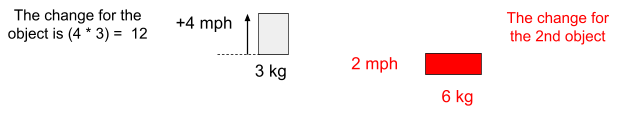 The change for the
object is (4 * 3) = 12
+4 mph
3 kg
2 mph
6 kg
The change for
the 2nd object